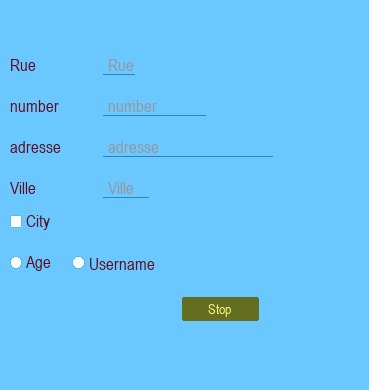 Rue Rue
number number
adresse adresse
Ville Ville
City
Age Username
Stop